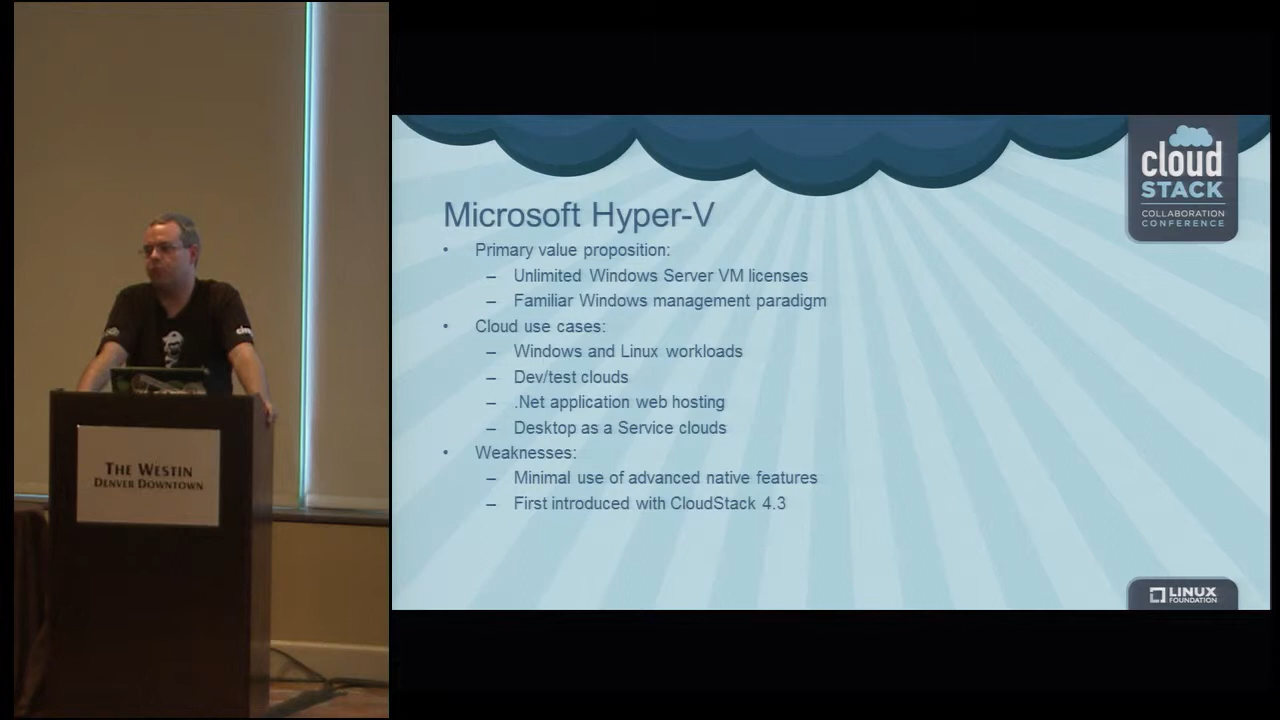 THE WESTIN
DENVER DOWNTOWN
cloud
STACK
COLLABORATION
CONFERENCE
Microsoft Hyper-V
• Primary value proposition:
– Unlimited Windows Server VM licenses
– Familiar Windows management paradigm
• Cloud use cases:
– Windows and Linux workloads
– Dev/test clouds
– .Net application web hosting
– Desktop as a Service clouds
• Weaknesses:
– Minimal use of advanced native features
– First introduced with CloudStack 4.3
LINUX
FOUNDATION